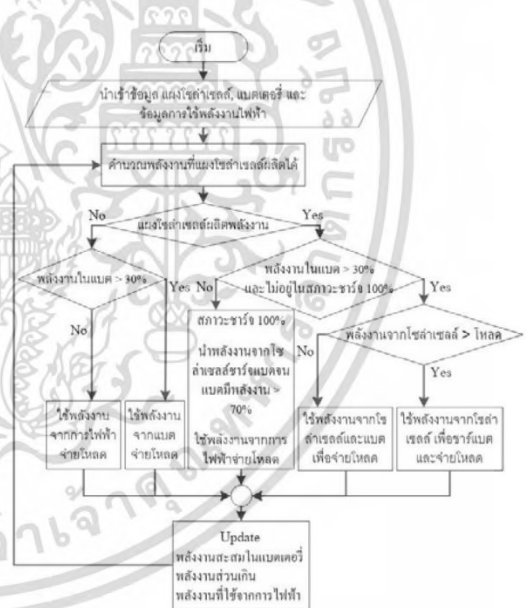 เริ่ม
นำเข้าข้อมูล แผงโซล่าเซลล์, แบตเตอรี่ และ
ข้อมูลการใช้พลังงานไฟฟ้า
คำนวณพลังงานที่แผงโซล่าเซลล์ผลิตได้
No
แผงโซล่าเซลล์ผลิตพลังงาน
Yes
พลังงานในแบต > 30%
Yes
No
พลังงานในแบต > 30%
และไม่อยู่ในสภาวะชาร์จ 100%
No
Yes
พลังงานจากโซล่าเซลล์ > โหลด
No
Yes
ใช้พลังงาน
จากการไฟฟ้า
จ่ายโหลด
ใช้พลังงาน
จากแบต
จ่ายโหลด
สภาวะชาร์จ 100%
นำพลังงานจากโซ
ล่าเซลล์ชาร์จแบตจน
แบตมีพลังงาน >
70%
ใช้พลังงานจากการ
ไฟฟ้าจ่ายโหลด
ใช้พลังงานจากโซ
ล่าเซลล์และแบต
เพื่อจ่ายโหลด
ใช้พลังงานจากโซล่า
เซลล์ เพื่อชาร์แบต
และจ่ายโหลด
Update
พลังงานสะสมในแบตเตอรี่
พลังงานส่วนเกิน
พลังงานที่ใช้จากการไฟฟ้า